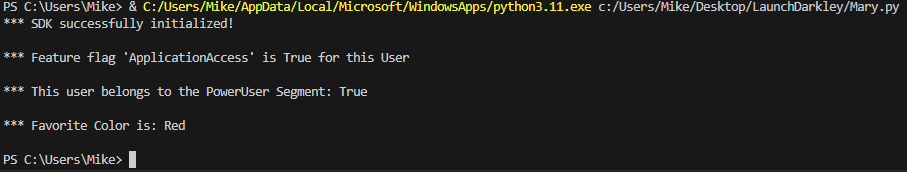 PS C:\Users\Mike> & C:/Users/Mike/AppData/Local/Microsoft/WindowsApps/python3.11.exe c:/Users/Mike/Desktop/LaunchDarkley/Mary.py
*** SDK successfully initialized!
*** Feature flag 'ApplicationAccess' is True for this User
*** This user belongs to the PowerUser Segment: True
*** Favorite Color is: Red
PS C:\Users\Mike>